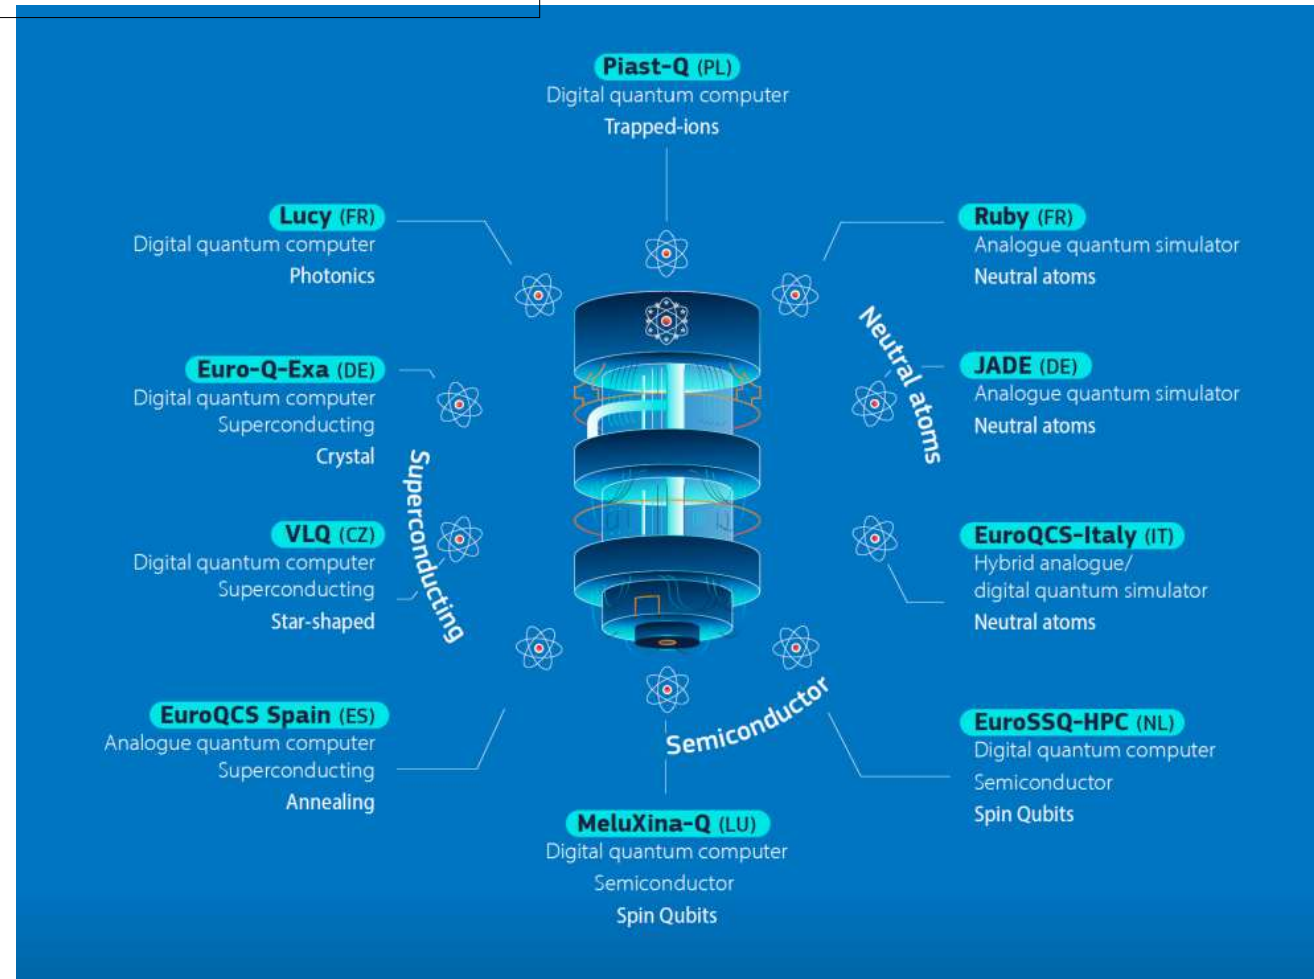 Piast-Q (PL)
Digital quantum computer
Trapped-ions
Lucy (FR)
Digital quantum computer
Photonics
Ruby (FR)
Analogue quantum simulator
Neutral atoms
Euro-Q-Exa (DE)
Digital quantum computer
Superconducting
Crystal
Neutral atoms
JADE (DE)
Analogue quantum simulator
Neutral atoms
Superconducting
VLQ (CZ)
Digital quantum computer
Superconducting
Star-shaped
EuroQCS-Italy (IT)
Hybrid analogue/
digital quantum simulator
Neutral atoms
EuroQCS Spain (ES)
Analogue quantum computer
Superconducting
Annealing
Semiconductor
EuroSSQ-HPC (NL)
Digital quantum computer
Semiconductor
Spin Qubits
MeluXina-Q (LU)
Digital quantum computer
Semiconductor
Spin Qubits